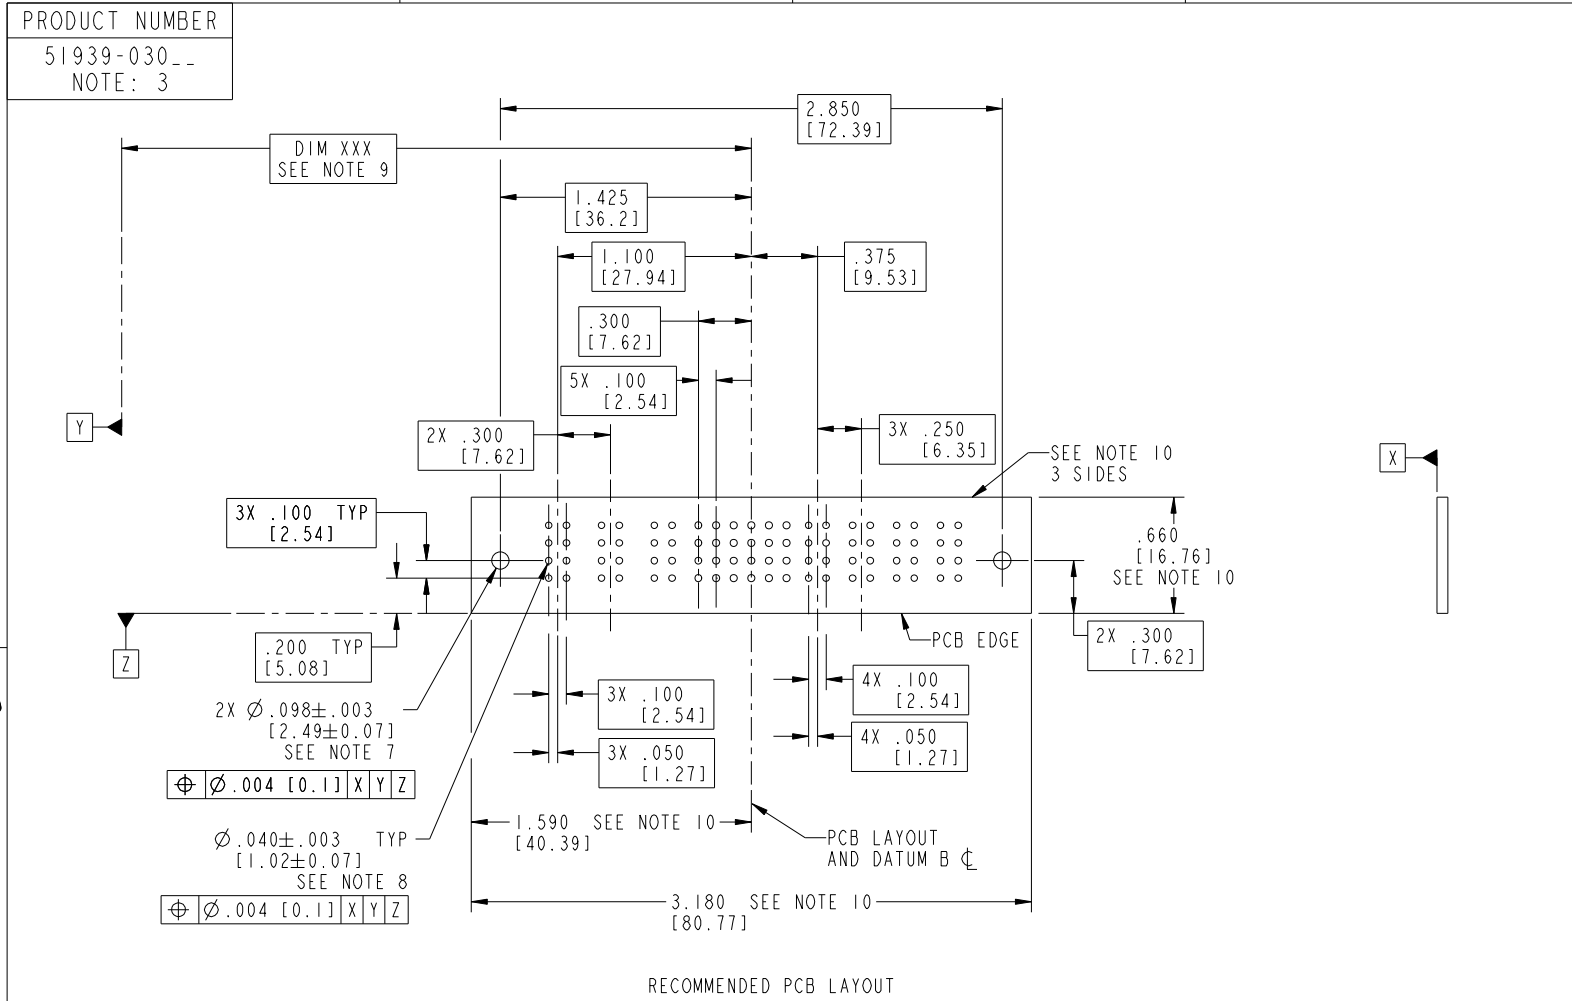 PRODUCT NUMBER
51939-030__
NOTE: 3
2.850
[72.39]
DIM XXX
SEE NOTE 9
1.425
[36.2]
1.100
[27.94]
.375
[9.53]
.300
[7.62]
5X .100
[2.54]
2X .300
[7.62]
3X .250
[6.35]
Y
X
SEE NOTE 10
3 SIDES
3X .100 TYP
[2.54]
.660
[16.76]
SEE NOTE 10
Z
.200 TYP
[5.08]
PCB EDGE
2X .300
[7.62]
3X .100
[2.54]
4X .100
[2.54]
2X Ø.098±.003
[2.49±0.07]
SEE NOTE 7
3X .050
[1.27]
4X .050
[1.27]
⌖ Ø.004 [0.1] X Y Z
1.590 SEE NOTE 10
[40.39]
Ø.040±.003 TYP
[1.02±0.07]
SEE NOTE 8
PCB LAYOUT
AND DATUM B ℄
⌖ Ø.004 [0.1] X Y Z
3.180 SEE NOTE 10
[80.77]
RECOMMENDED PCB LAYOUT